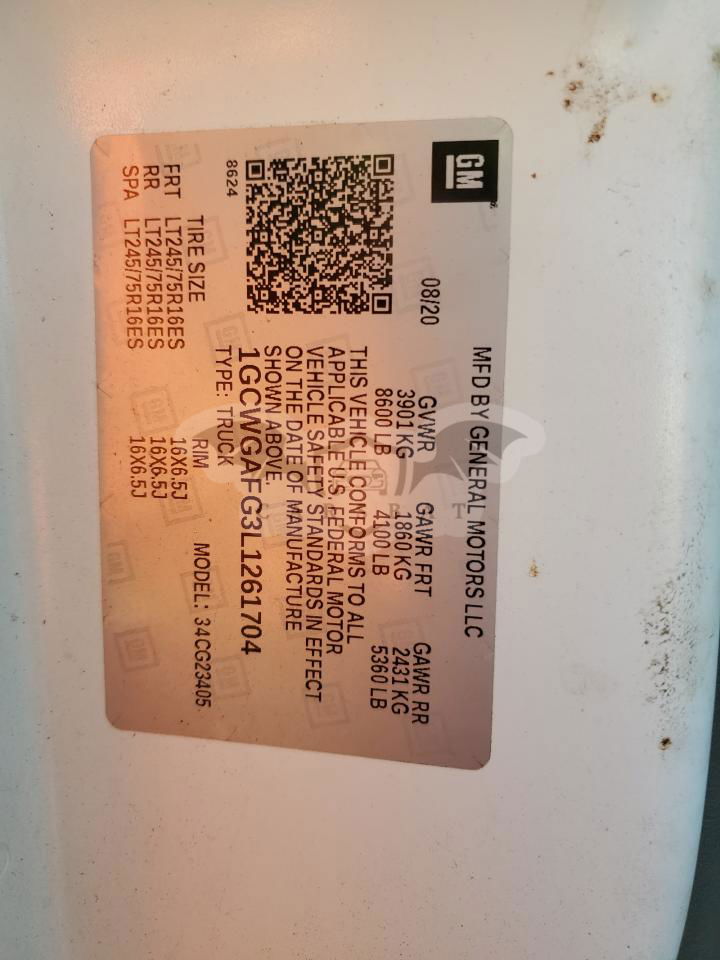 GM
MFD BY GENERAL MOTORS LLC
08/20
GVWR GAWR FRT GAWR RR
3901 KG 1860 KG 2431 KG
8600 LB 4100 LB 5360 LB
THIS VEHICLE CONFORMS TO ALL
APPLICABLE U.S. FEDERAL MOTOR
VEHICLE SAFETY STANDARDS IN EFFECT
ON THE DATE OF MANUFACTURE
SHOWN ABOVE.
1GCWGAFG3L1261704
8624 TYPE: TRUCK
TIRE SIZE RIM MODEL: 34CG23405
FRT LT245/75R16ES 16X6.5J
RR LT245/75R16ES 16X6.5J
SPA LT245/75R16ES 16X6.5J